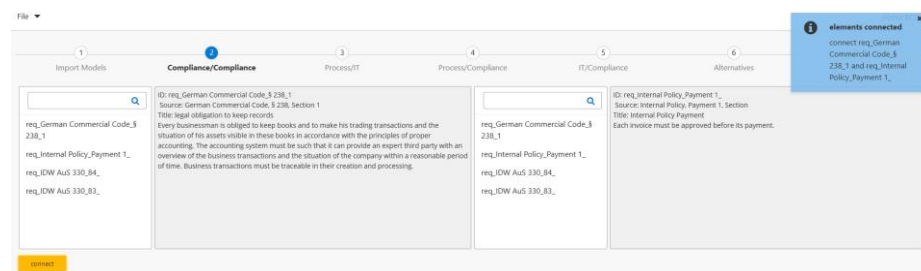 File
elements connected
connect req_German
Commercial Code_§
238_1 and req_Internal
Policy_Payment 1_
1
2
3
4
5
6
Import Models
Compliance/Compliance
Process/IT
Process/Compliance
IT/Compliance
Alternatives
req_German Commercial Code_§
238_1
req_Internal Policy_Payment 1_
req_IDW AuS 330_84_
req_IDW AuS 330_83_
ID: req_German Commercial Code_§ 238_1
Source: German Commercial Code, § 238, Section 1
Title: legal obligation to keep records
Every businessman is obliged to keep books and to make his trading transactions and the
situation of his assets visible in these books in accordance with the principles of proper
accounting. The accounting system must be such that it can provide an expert third party with an
overview of the business transactions and the situation of the company within a reasonable period
of time. Business transactions must be traceable in their creation and processing.
req_German Commercial Code_§
238_1
req_Internal Policy_Payment 1_
req_IDW AuS 330_84_
req_IDW AuS 330_83_
ID: req_Internal Policy_Payment 1_
Source: Internal Policy, Payment 1, Section
Title: Internal Policy Payment
Each invoice must be approved before its payment.
connect